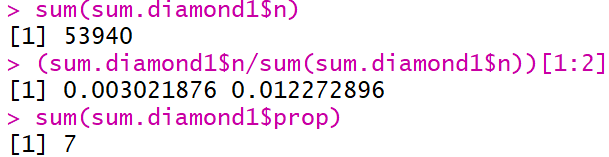 > sum(sum.diamond1$n)
[1] 53940
> (sum.diamond1$n/sum(sum.diamond1$n))[1:2]
[1] 0.003021876 0.012272896
> sum(sum.diamond1$prop)
[1] 7